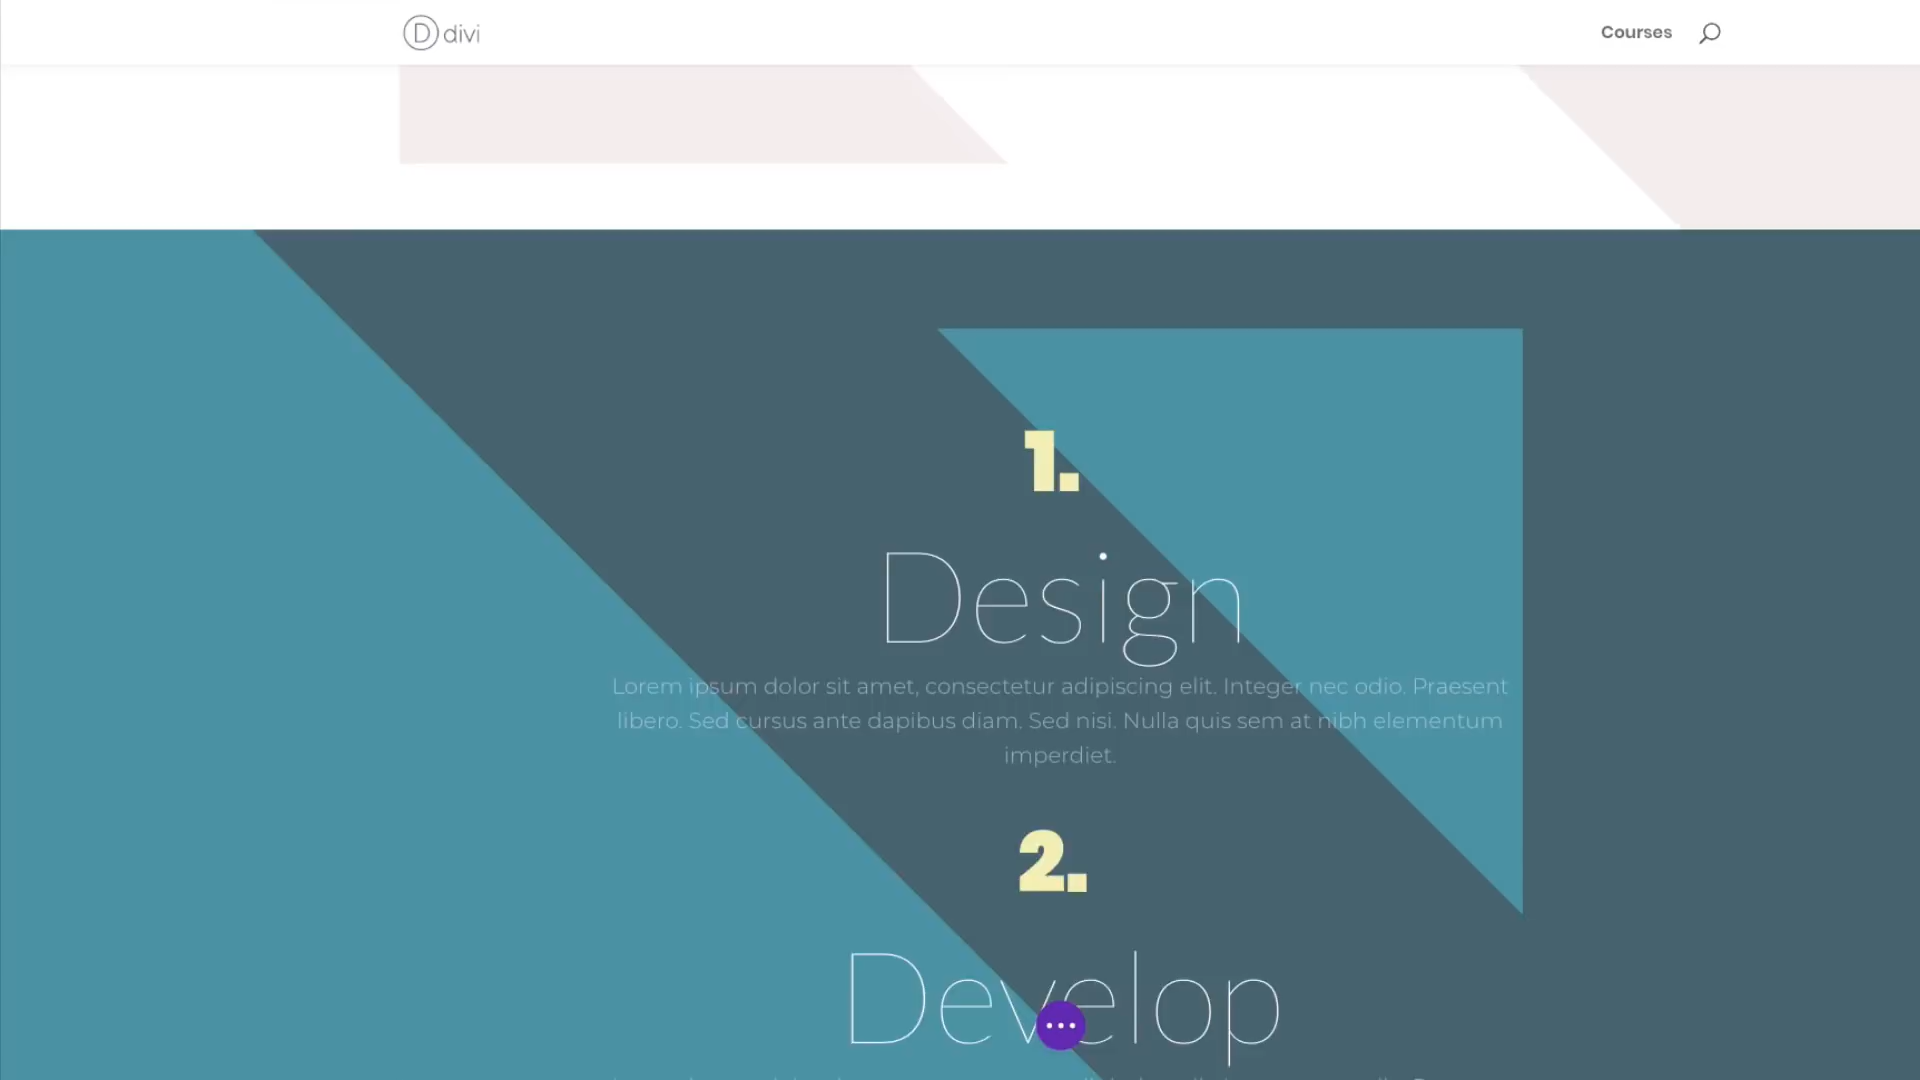 D divi
Courses
1.
Design
Lorem ipsum dolor sit amet, consectetur adipiscing elit. Integer nec odio. Praesent
libero. Sed cursus ante dapibus diam. Sed nisi. Nulla quis sem at nibh elementum
imperdiet.
2.
Develop